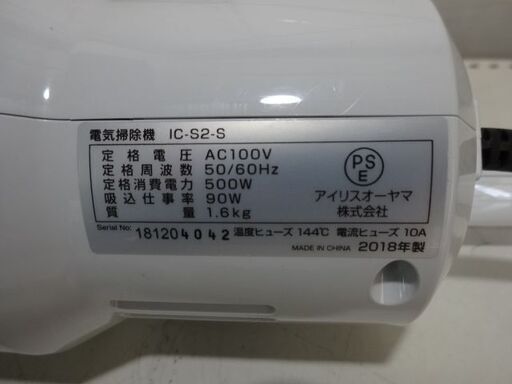 電気掃除機 IC-S2-S
定格電圧 AC100V
定格周波数 50/60Hz
定格消費電力 500W
吸込仕事率 90W
質量 1.6kg
PSE
アイリスオーヤマ
株式会社
Serial No: 181204042 温度ヒューズ 144℃ 電流ヒューズ 10A
MADE IN CHINA 2018年製